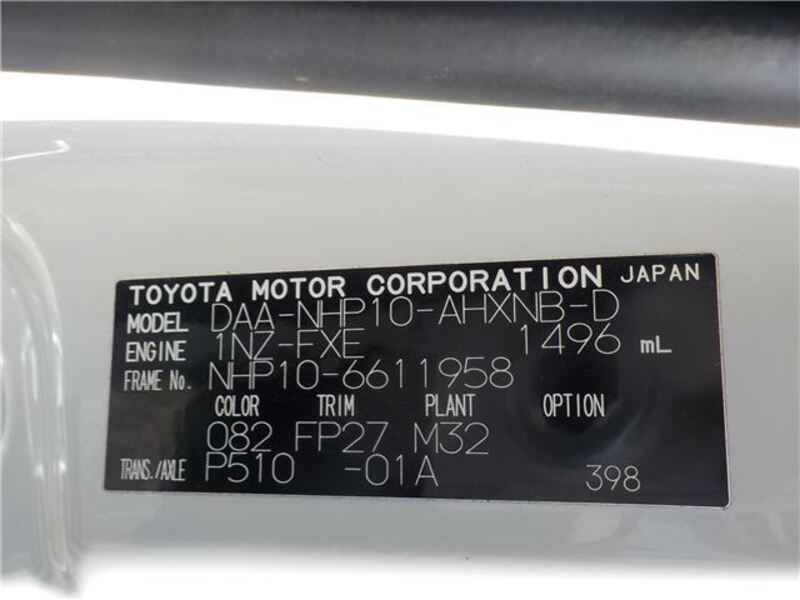 TOYOTA MOTOR CORPORATION JAPAN
MODEL DAA-NHP10-AHXNB-D
ENGINE 1NZ-FXE 1496 mL
FRAME No. NHP10-6611958
COLOR TRIM PLANT OPTION
082 FP27 M32
TRANS./AXLE P510 -01A 398